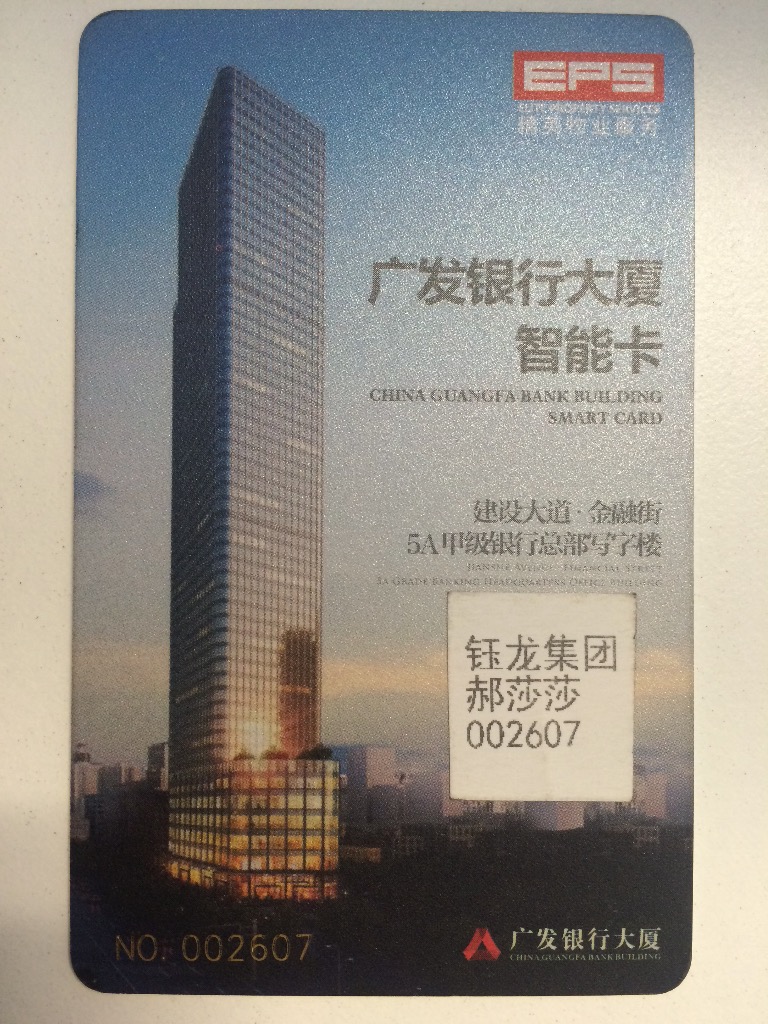 EPS
ELITE PROPERTY SERVICES
精英物业服务
广发银行大厦
智能卡
CHINA GUANGFA BANK BUILDING
SMART CARD
建设大道·金融街
5A甲级银行总部写字楼
JIANSHE AVENUE·FINANCIAL STREET
5A GRADE BANKING HEADQUARTERS OFFICE BUILDING
钰龙集团
郝莎莎
002607
NO: 002607
广发银行大厦
CHINA GUANGFA BANK BUILDING